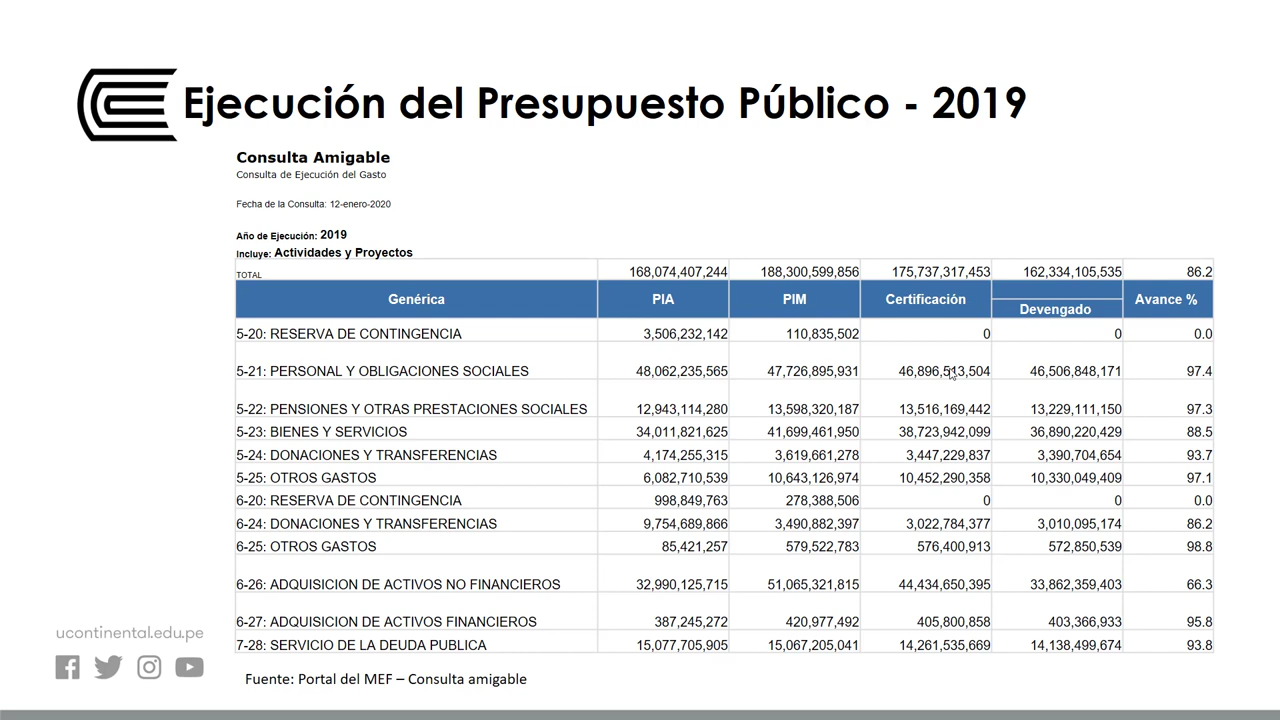 Ejecución del Presupuesto Público - 2019
Consulta Amigable
Consulta de Ejecución del Gasto
Fecha de la Consulta: 12-enero-2020
Año de Ejecución: 2019
Incluye: Actividades y Proyectos
TOTAL 168,074,407,244 188,300,599,856 175,737,317,453 162,334,105,535 86.2
Genérica PIA PIM Certificación Devengado Avance %
5-20: RESERVA DE CONTINGENCIA 3,506,232,142 110,835,502 0 0 0.0
5-21: PERSONAL Y OBLIGACIONES SOCIALES 48,062,235,565 47,726,895,931 46,896,513,504 46,506,848,171 97.4
5-22: PENSIONES Y OTRAS PRESTACIONES SOCIALES 12,943,114,280 13,598,320,187 13,516,169,442 13,229,111,150 97.3
5-23: BIENES Y SERVICIOS 34,011,821,625 41,699,461,950 38,723,942,099 36,890,220,429 88.5
5-24: DONACIONES Y TRANSFERENCIAS 4,174,255,315 3,619,661,278 3,447,229,837 3,390,704,654 93.7
5-25: OTROS GASTOS 6,082,710,539 10,643,126,974 10,452,290,358 10,330,049,409 97.1
6-20: RESERVA DE CONTINGENCIA 998,849,763 278,388,506 0 0 0.0
6-24: DONACIONES Y TRANSFERENCIAS 9,754,689,866 3,490,882,397 3,022,784,377 3,010,095,174 86.2
6-25: OTROS GASTOS 85,421,257 579,522,783 576,400,913 572,850,539 98.8
6-26: ADQUISICION DE ACTIVOS NO FINANCIEROS 32,990,125,715 51,065,321,815 44,434,650,395 33,862,359,403 66.3
6-27: ADQUISICION DE ACTIVOS FINANCIEROS 387,245,272 420,977,492 405,800,858 403,366,933 95.8
7-28: SERVICIO DE LA DEUDA PUBLICA 15,077,705,905 15,067,205,041 14,261,535,669 14,138,499,674 93.8
ucontinental.edu.pe
Fuente: Portal del MEF – Consulta amigable